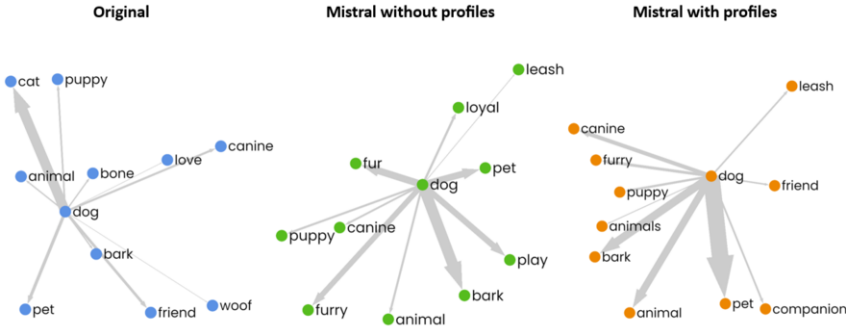 Original
cat
puppy
animal
bone
love
canine
dog
bark
pet
friend
woof
Mistral without profiles
leash
loyal
fur
pet
dog
puppy
canine
play
furry
bark
animal
Mistral with profiles
leash
canine
furry
dog
puppy
friend
animals
bark
animal
pet
companion